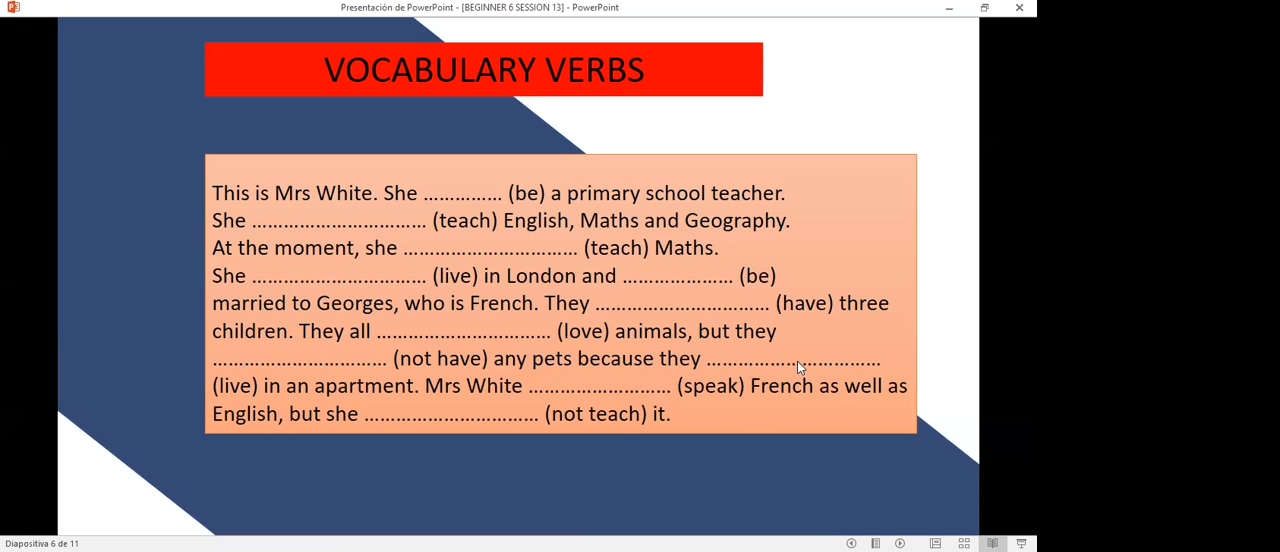 Presentación de PowerPoint - [BEGINNER 6 SESSION 13] - PowerPoint
VOCABULARY VERBS
This is Mrs White. She …………… (be) a primary school teacher.
She …………………………… (teach) English, Maths and Geography.
At the moment, she …………………………… (teach) Maths.
She …………………………… (live) in London and ………………… (be)
married to Georges, who is French. They …………………………… (have) three
children. They all …………………………… (love) animals, but they
…………………………… (not have) any pets because they ……………………………
(live) in an apartment. Mrs White ……………………… (speak) French as well as
English, but she …………………………… (not teach) it.
Diapositiva 6 de 11